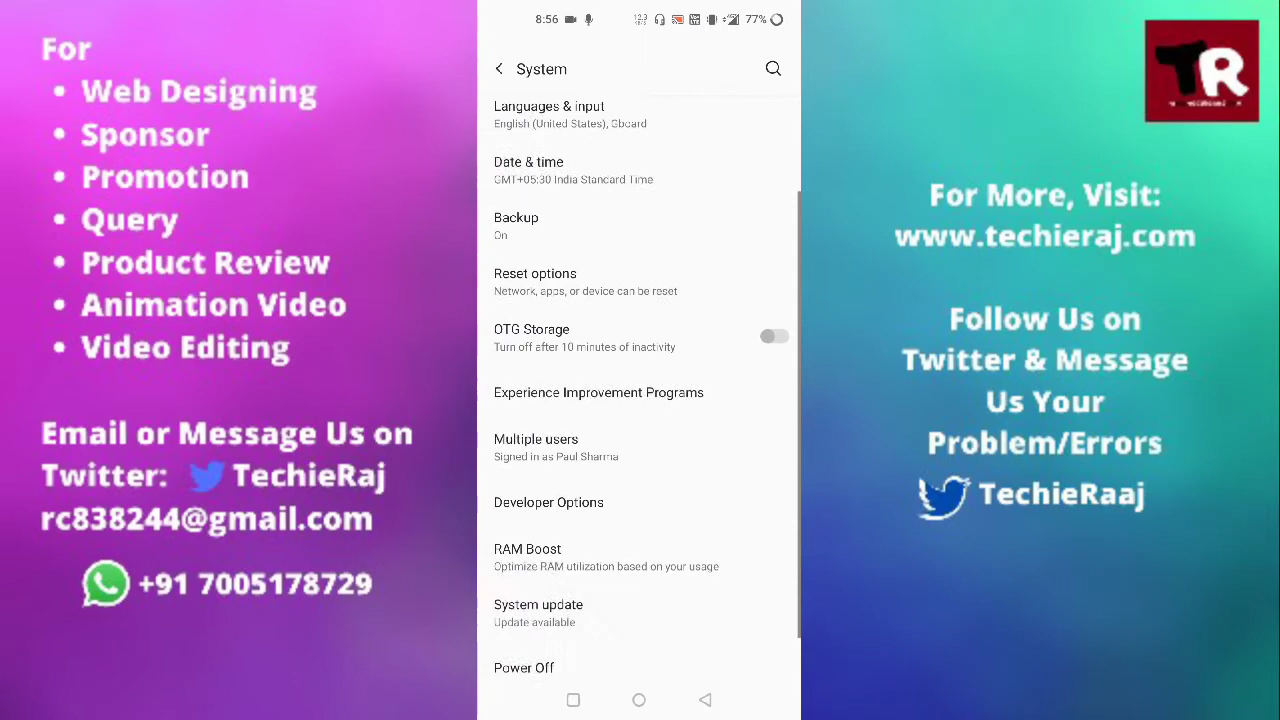 For
• Web Designing
• Sponsor
• Promotion
• Query
• Product Review
• Animation Video
• Video Editing
Email or Message Us on
Twitter: TechieRaj
rc838244@gmail.com
+91 7005178729
8:56
77%
System
Languages & input
English (United States), Gboard
Date & time
GMT+05:30 India Standard Time
Backup
On
Reset options
Network, apps, or device can be reset
OTG Storage
Turn off after 10 minutes of inactivity
Experience Improvement Programs
Multiple users
Signed in as Paul Sharma
Developer Options
RAM Boost
Optimize RAM utilization based on your usage
System update
Update available
Power Off
TR
For More, Visit:
www.techieraj.com
Follow Us on
Twitter & Message
Us Your
Problem/Errors
TechieRaaj